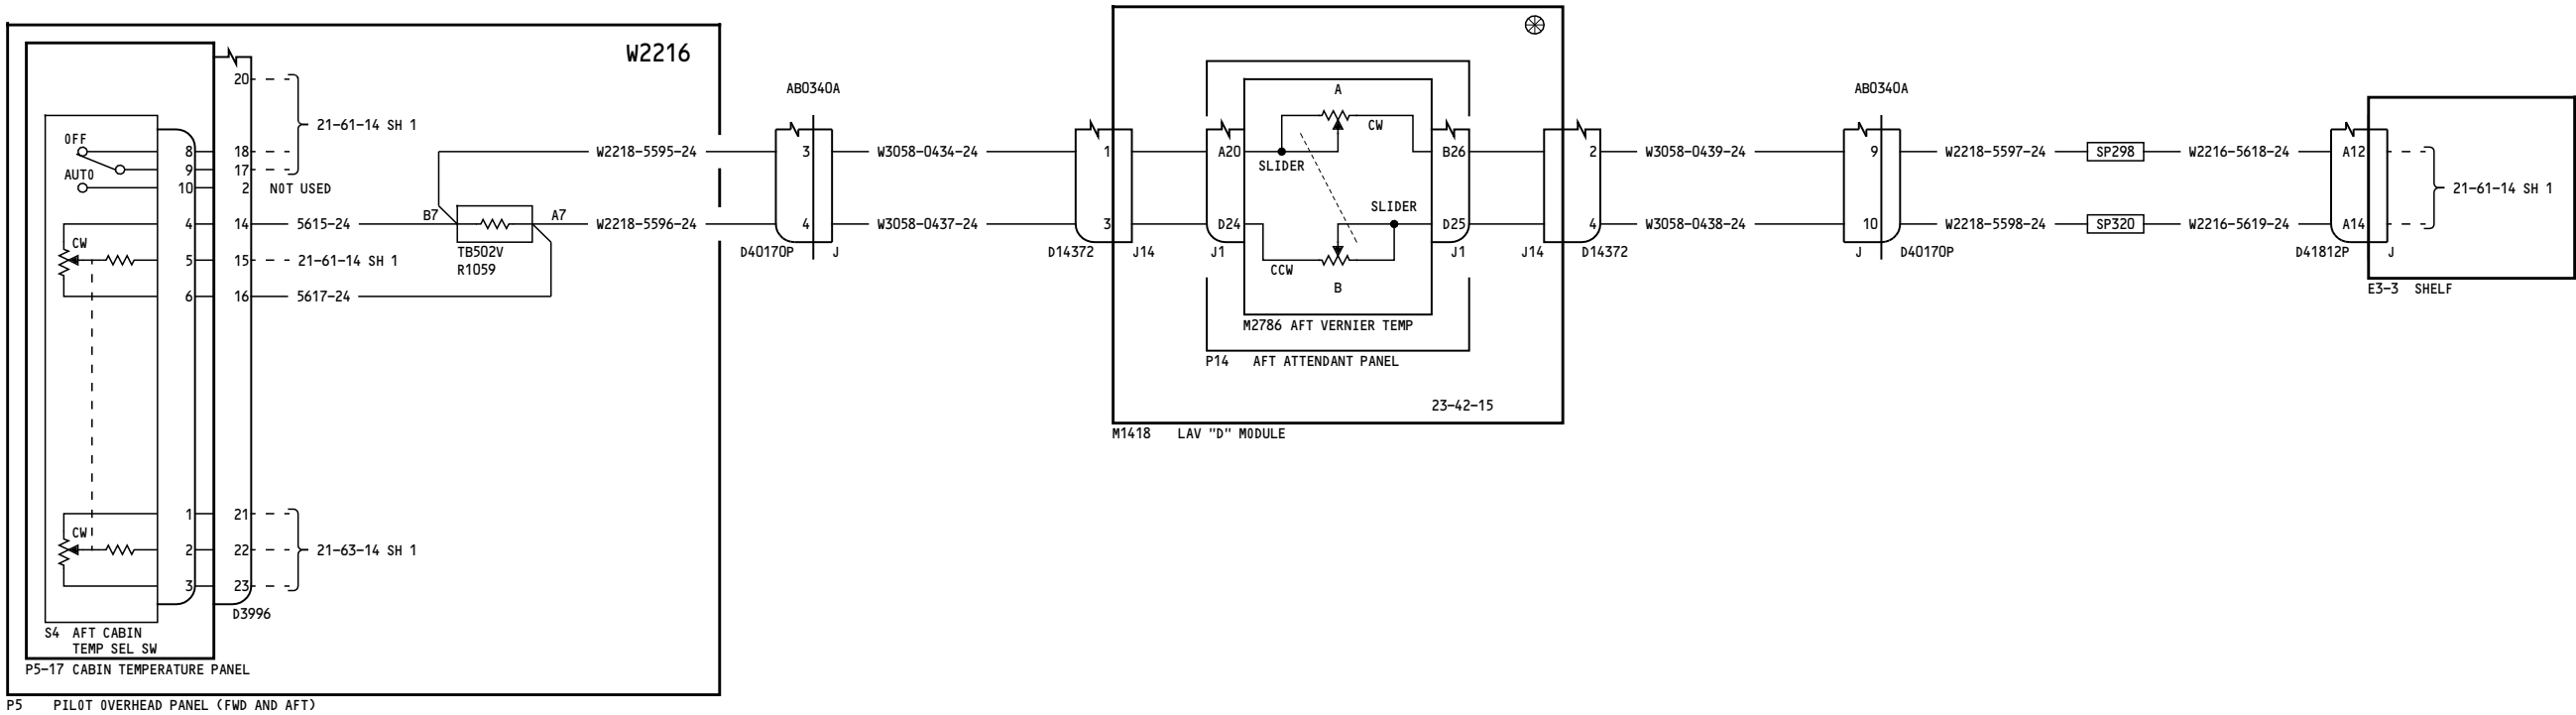 W2216
20
21-61-14 SH 1
OFF
8
18
9
17
AUTO
10
2
NOT USED
4
14
5615-24
B7
A7
CW
5
15
21-61-14 SH 1
TB502V
R1059
6
16
5617-24
1
21
CW
2
22
21-63-14 SH 1
3
23
D3996
S4 AFT CABIN
TEMP SEL SW
P5-17 CABIN TEMPERATURE PANEL
P5 PILOT OVERHEAD PANEL (FWD AND AFT)
W2218-5595-24
W2218-5596-24
AB0340A
3
4
D40170P
J
W3058-0434-24
W3058-0437-24
1
3
D14372
J14
A20
D24
J1
A
CW
SLIDER
SLIDER
CCW
B
B26
D25
J1
M2786 AFT VERNIER TEMP
P14 AFT ATTENDANT PANEL
23-42-15
M1418 LAV "D" MODULE
2
4
J14
D14372
W3058-0439-24
W3058-0438-24
AB0340A
9
10
J
D40170P
W2218-5597-24
SP298
W2216-5618-24
W2218-5598-24
SP320
W2216-5619-24
A12
A14
D41812P
J
21-61-14 SH 1
E3-3 SHELF